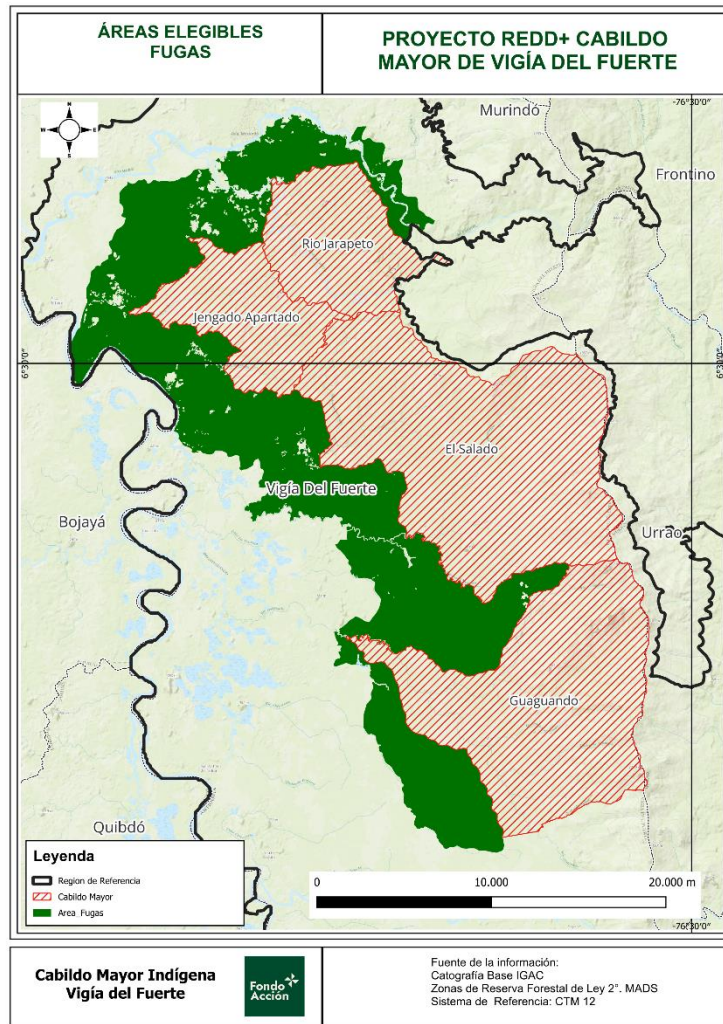 ÁREAS ELEGIBLES
FUGAS
PROYECTO REDD+ CABILDO
MAYOR DE VIGÍA DEL FUERTE
-76°30'0"
N
W
E
S
Murindó
Frontino
Rio Jarapeto
Jengado Apartado
6°30'0"
6°30'0"
El Salado
Vigía Del Fuerte
Bojayá
Urrao
Guaguando
Quibdó
Leyenda
Region de Referencia
Cabildo Mayor
Area Fugas
0
10.000
20.000 m
-76°30'0"
Cabildo Mayor Indígena
Vigía del Fuerte
Fondo
Acción
Fuente de la información:
Catografía Base IGAC
Zonas de Reserva Forestal de Ley 2°. MADS
Sistema de Referencia: CTM 12